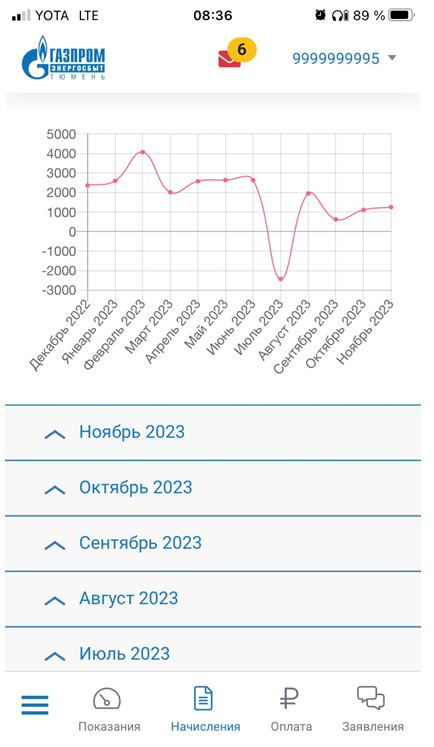 YOTA LTE 08:36 89 %
ГАЗПРОМ
ЭНЕРГОСБЫТ
ТЮМЕНЬ
6
9999999995
5000
4000
3000
2000
1000
0
-1000
-2000
-3000
Декабрь 2022
Январь 2023
Февраль 2023
Март 2023
Апрель 2023
Май 2023
Июнь 2023
Июль 2023
Август 2023
Сентябрь 2023
Октябрь 2023
Ноябрь 2023
Ноябрь 2023
Октябрь 2023
Сентябрь 2023
Август 2023
Июль 2023
Показания Начисления Оплата Заявления